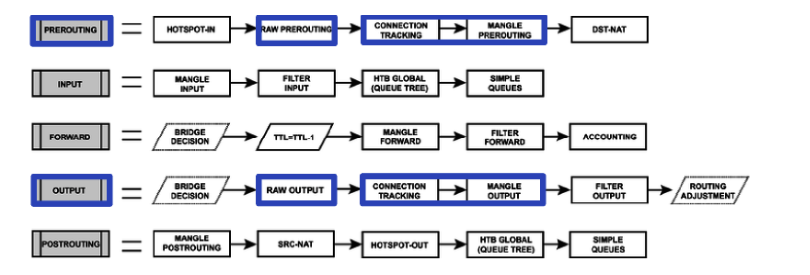 PREROUTING = HOTSPOT-IN RAW PREROUTING CONNECTION TRACKING MANGLE PREROUTING DST-NAT
INPUT = MANGLE INPUT FILTER INPUT HTB GLOBAL (QUEUE TREE) SIMPLE QUEUES
FORWARD = BRIDGE DECISION TTL=TTL-1 MANGLE FORWARD FILTER FORWARD ACCOUNTING
OUTPUT = BRIDGE DECISION RAW OUTPUT CONNECTION TRACKING MANGLE OUTPUT FILTER OUTPUT ROUTING ADJUSTMENT
POSTROUTING = MANGLE POSTROUTING SRC-NAT HOTSPOT-OUT HTB GLOBAL (QUEUE TREE) SIMPLE QUEUES